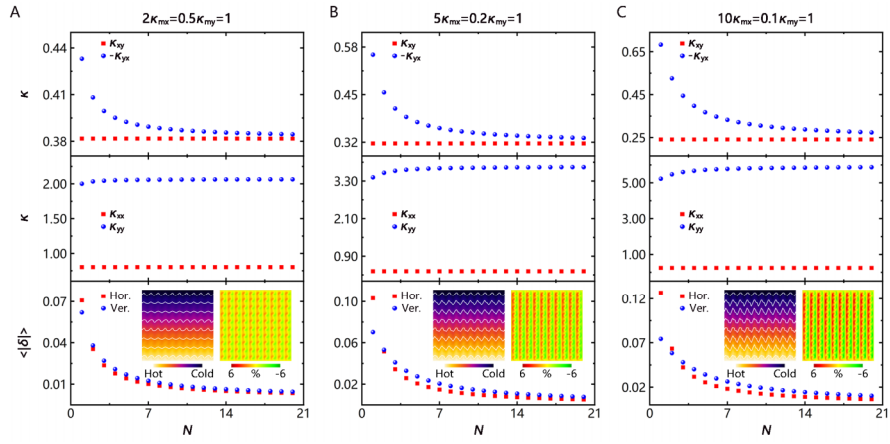 A 2κmx=0.5κmy=1
B 5κmx=0.2κmy=1
C 10κmx=0.1κmy=1
0.44
0.41
0.38
κ
κxy
-κyx
0.58
0.45
0.32
κxy
-κyx
0.65
0.45
0.25
κxy
-κyx
2.00
1.50
1.00
κ
κxx
κyy
3.30
2.10
0.90
κxx
κyy
5.00
3.00
1.00
κxx
κyy
0.07
0.04
0.01
<|δ|>
Hor.
Ver.
Hot Cold 6 % -6
0.10
0.06
0.02
Hor.
Ver.
Hot Cold 6 % -6
0.12
0.07
0.02
Hor.
Ver.
Hot Cold 6 % -6
0 7 14 21
0 7 14 21
0 7 14 21
N
N
N